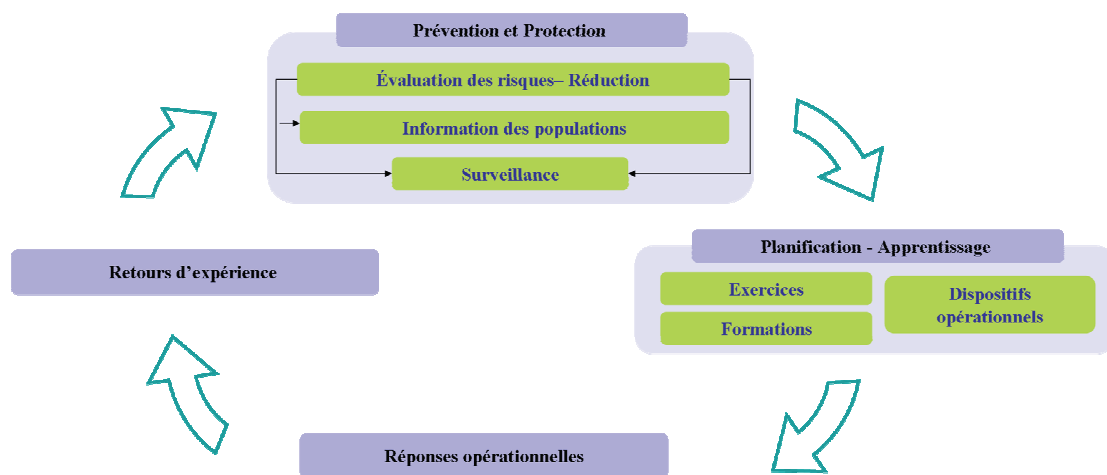 Prévention et Protection
Évaluation des risques– Réduction
Information des populations
Surveillance
Planification - Apprentissage
Exercices
Formations
Dispositifs
opérationnels
Réponses opérationnelles
Retours d’expérience